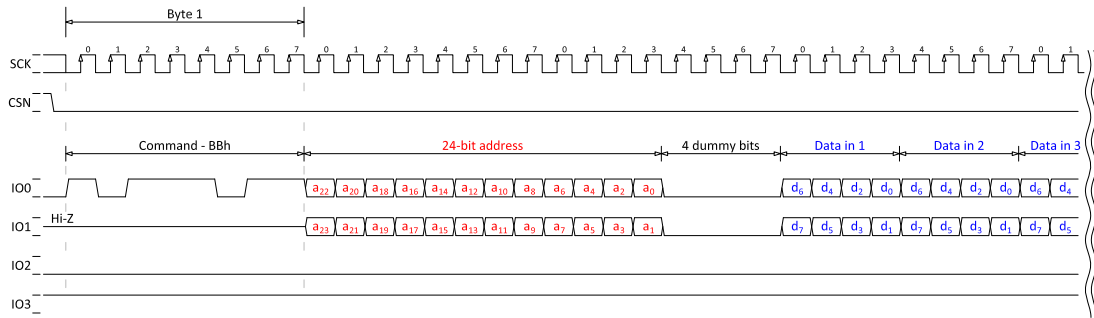 Byte 1
0 1 2 3 4 5 6 7 0 1 2 3 4 5 6 7 0 1 2 3 4 5 6 7 0 1 2 3 4 5 6 7 0 1
SCK
CSN
Command - BBh 24-bit address 4 dummy bits Data in 1 Data in 2 Data in 3
IO0 a22 a20 a18 a16 a14 a12 a10 a8 a6 a4 a2 a0 d6 d4 d2 d0 d6 d4 d2 d0 d6 d4
Hi-Z
IO1 a23 a21 a19 a17 a15 a13 a11 a9 a7 a5 a3 a1 d7 d5 d3 d1 d7 d5 d3 d1 d7 d5
IO2
IO3